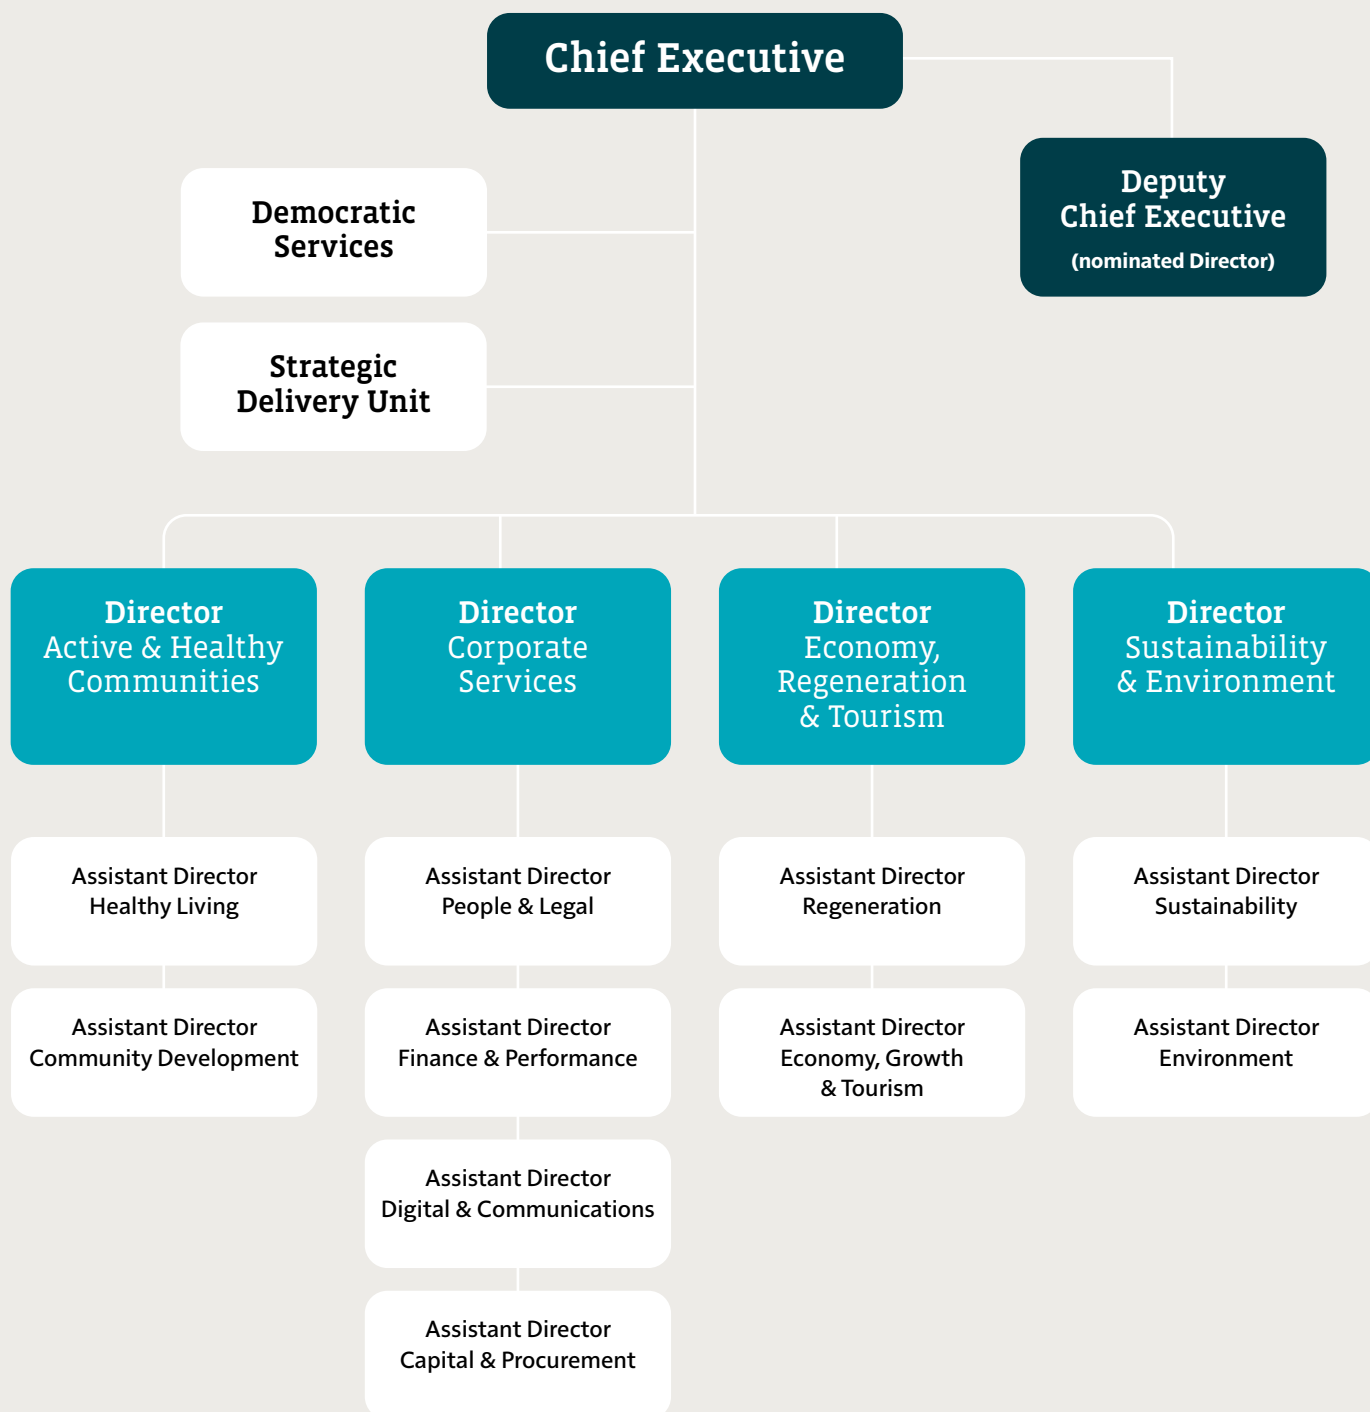 Chief Executive
Deputy
Chief Executive
(nominated Director)
Democratic
Services
Strategic
Delivery Unit
Director
Active & Healthy
Communities
Director
Corporate
Services
Director
Economy,
Regeneration
& Tourism
Director
Sustainability
& Environment
Assistant Director
Healthy Living
Assistant Director
People & Legal
Assistant Director
Regeneration
Assistant Director
Sustainability
Assistant Director
Community Development
Assistant Director
Finance & Performance
Assistant Director
Economy, Growth
& Tourism
Assistant Director
Environment
Assistant Director
Digital & Communications
Assistant Director
Capital & Procurement